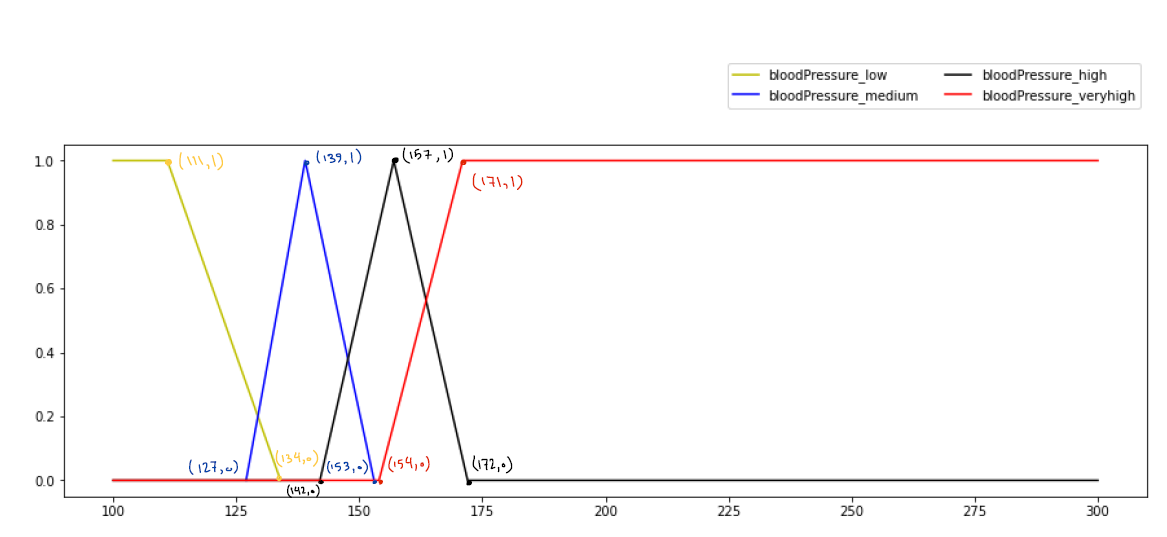 bloodPressure_low bloodPressure_high
bloodPressure_medium bloodPressure_veryhigh
1.0 (111,1) (139,1) (157,1)
(171,1)
0.8
0.6
0.4
0.2
(127,0) (134,0) (153,0) (154,0) (172,0)
0.0
(142,0)
100 125 150 175 200 225 250 275 300